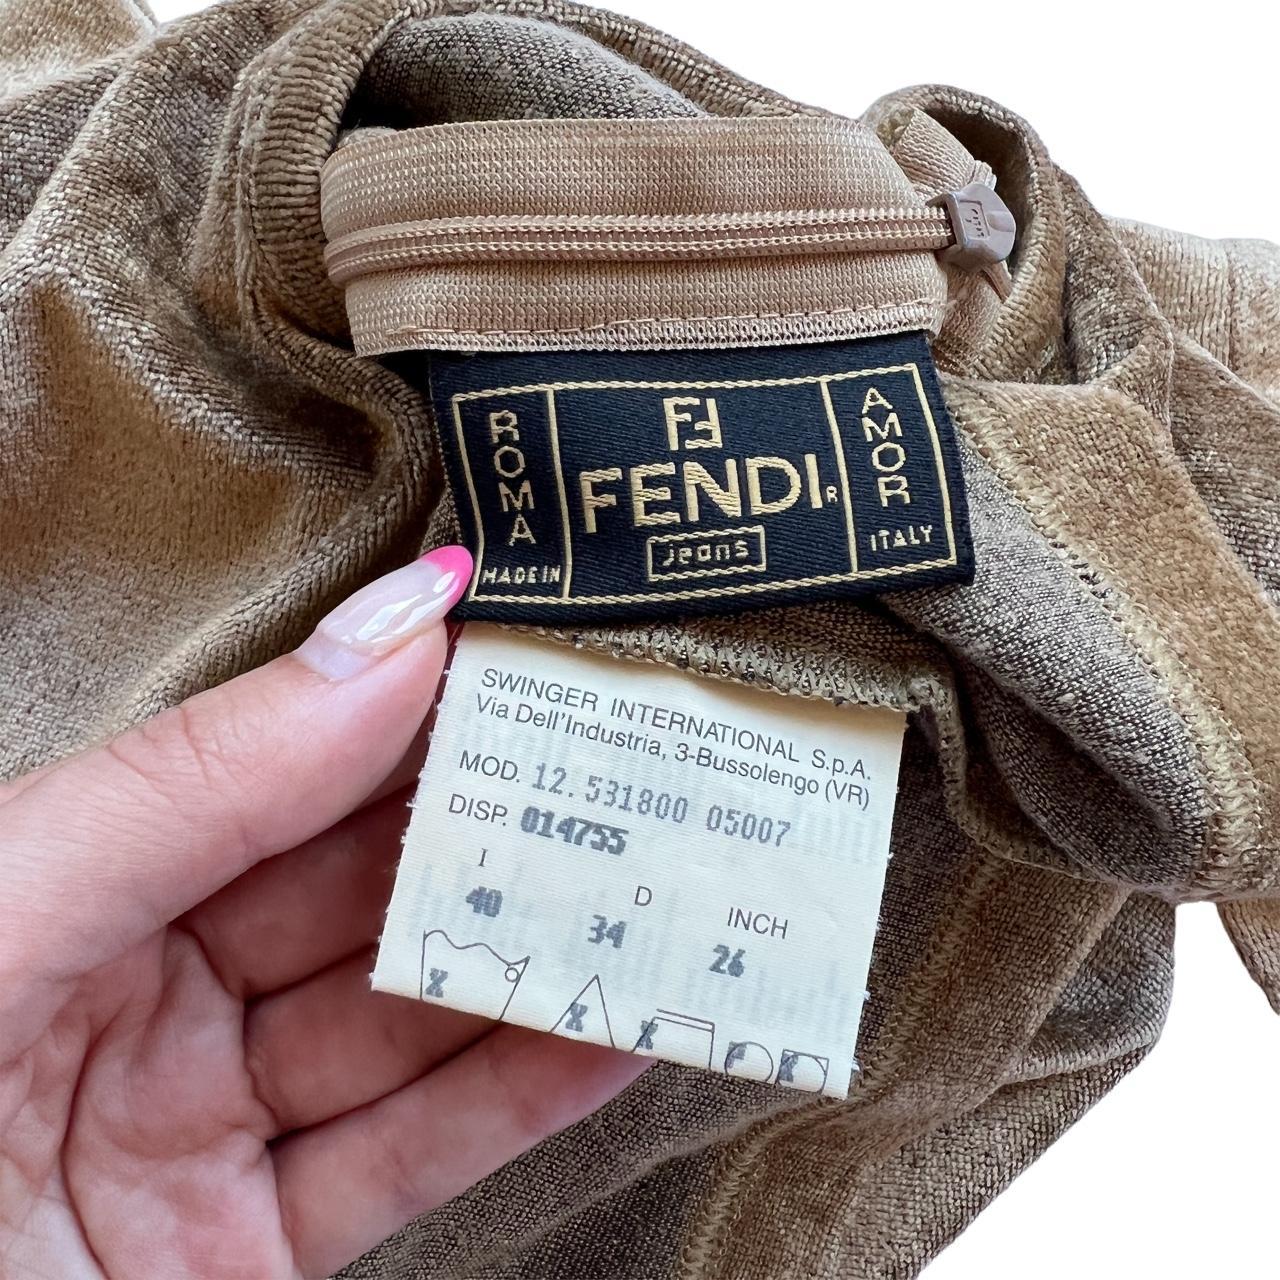 ROMA
MADE IN
FF
FENDI R
Jeans
AMOR
ITALY
SWINGER INTERNATIONAL S.p.A.
Via Dell'Industria, 3-Bussolengo (VR)
MOD. 12.531800 05007
DISP. 014755
I D INCH
40 34 26
X X X F X